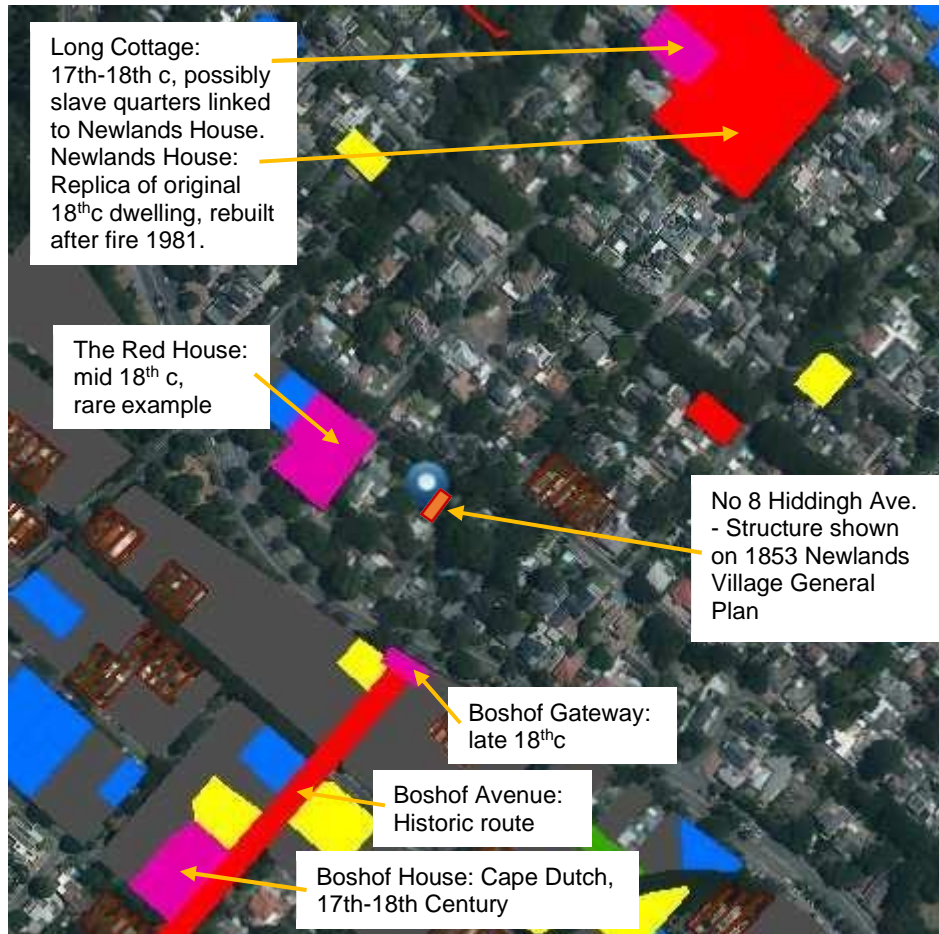 Long Cottage:
17th-18th c, possibly
slave quarters linked
to Newlands House.
Newlands House:
Replica of original
18thc dwelling, rebuilt
after fire 1981.
The Red House:
mid 18th c,
rare example
No 8 Hiddingh Ave.
- Structure shown
on 1853 Newlands
Village General
Plan
Boshof Gateway:
late 18thc
Boshof Avenue:
Historic route
Boshof House: Cape Dutch,
17th-18th Century